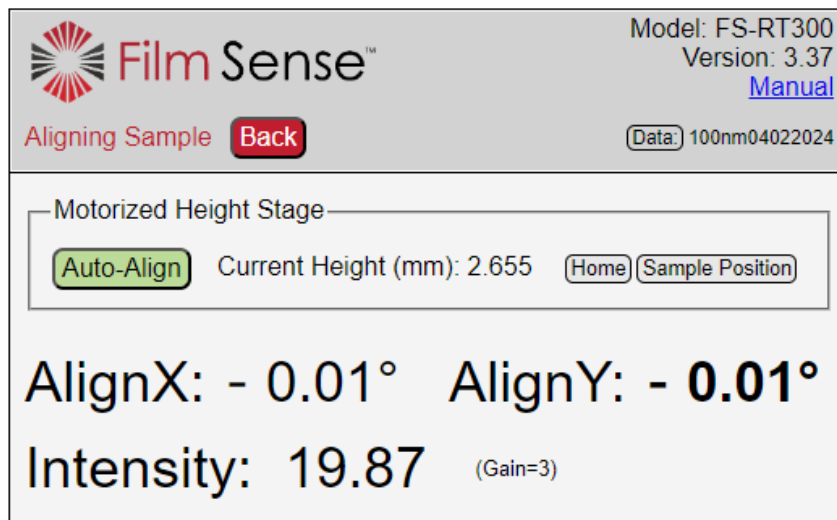 Film Sense™
Model: FS-RT300
Version: 3.37
Manual
Aligning Sample Back
Data: 100nm04022024
Motorized Height Stage
Auto-Align Current Height (mm): 2.655 Home Sample Position
AlignX: - 0.01° AlignY: - 0.01°
Intensity: 19.87 (Gain=3)